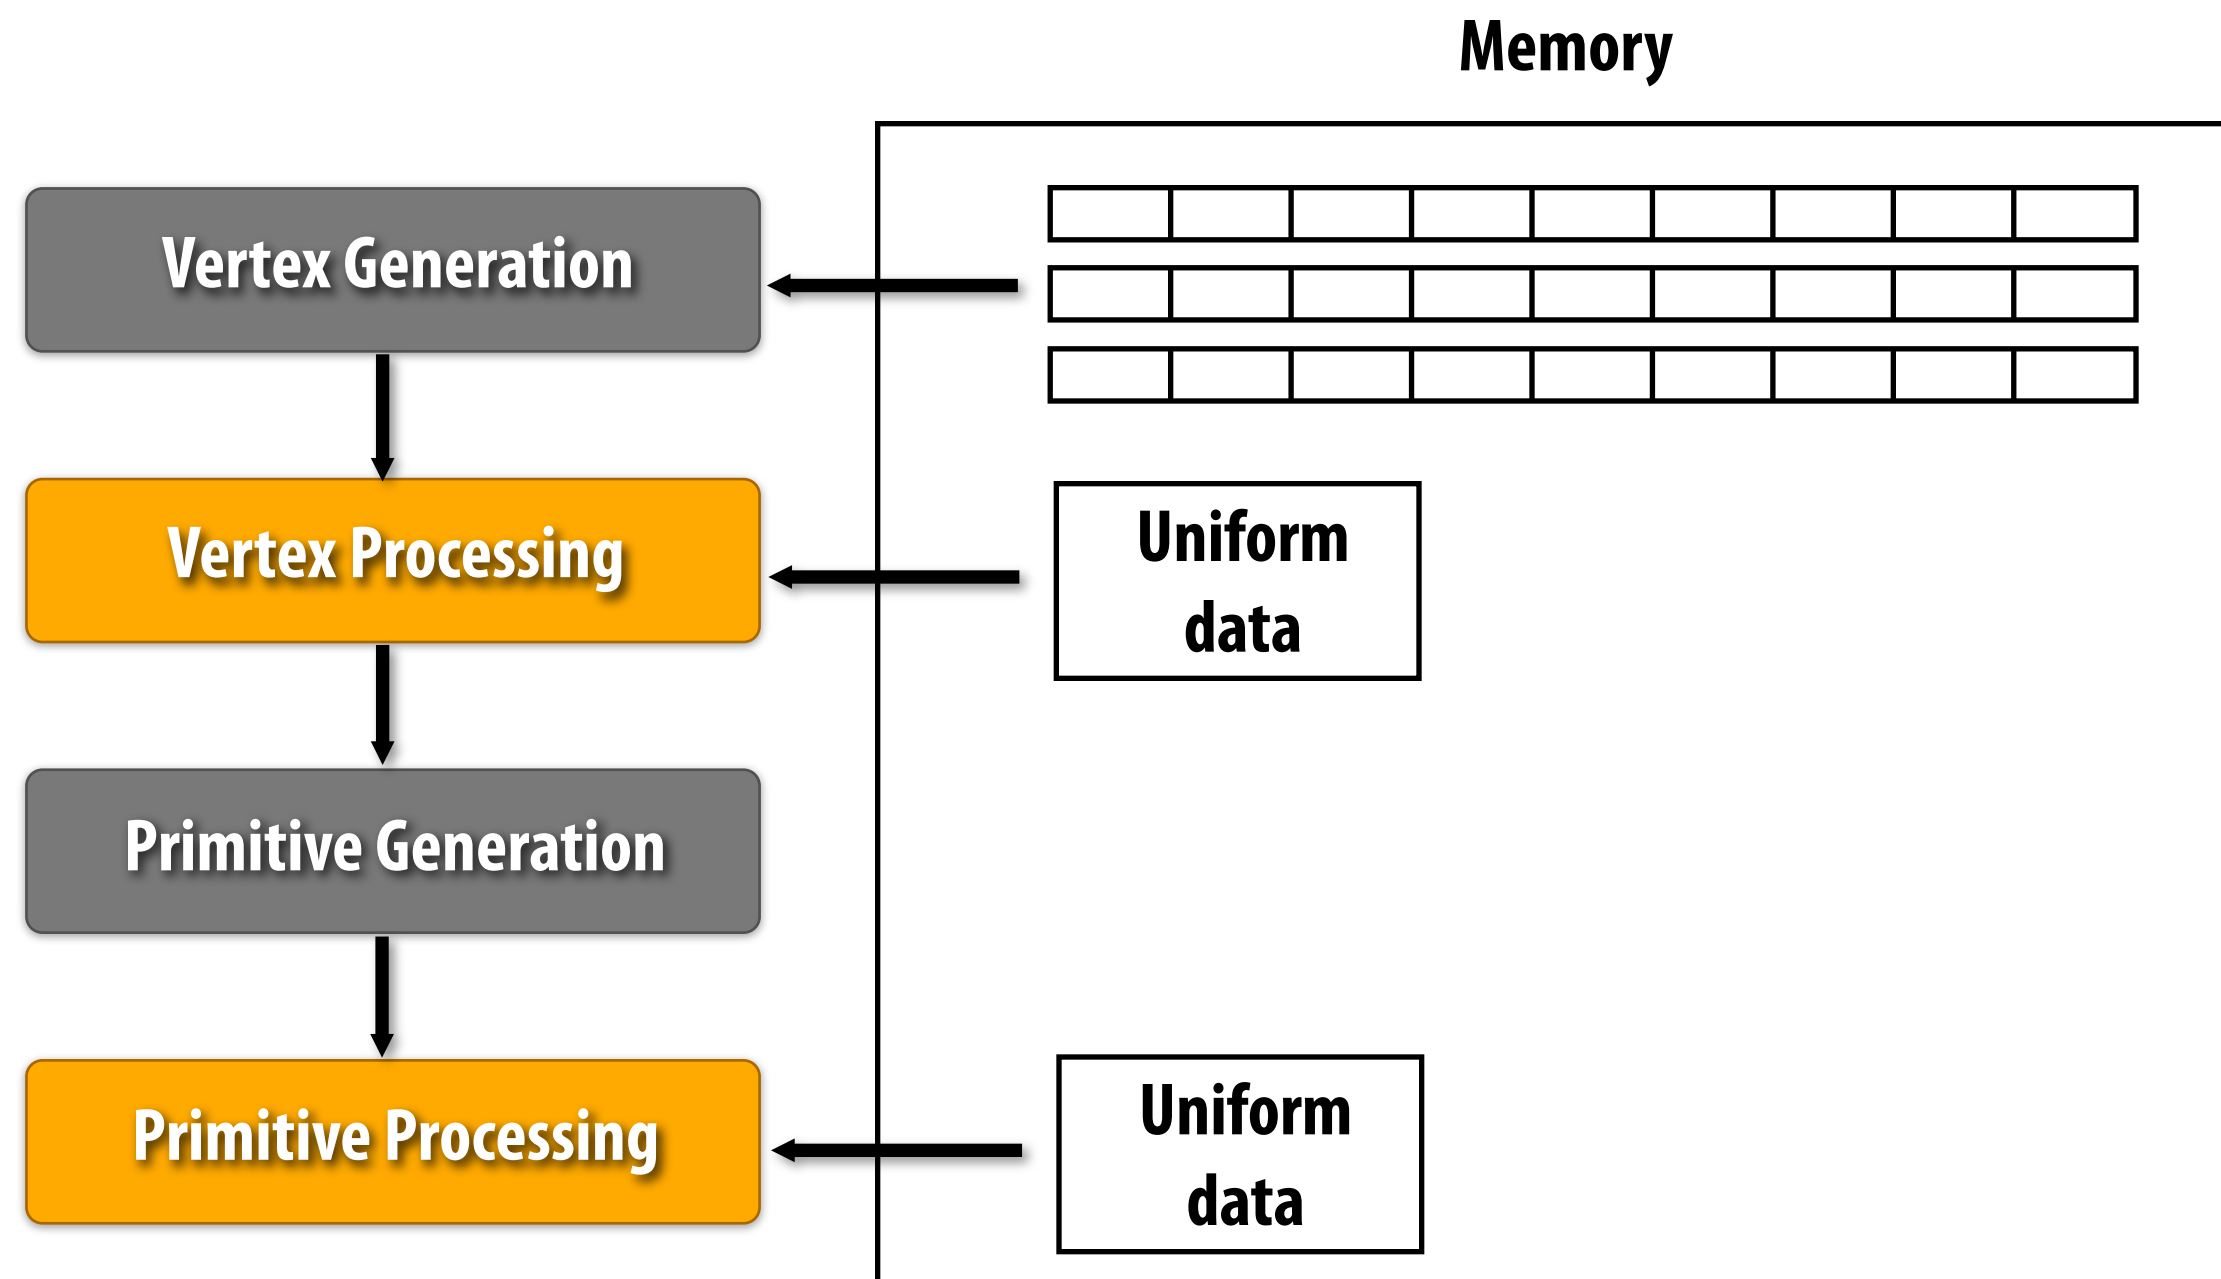 Memory
Vertex Generation
Vertex Processing
Uniform
data
Primitive Generation
Primitive Processing
Uniform
data